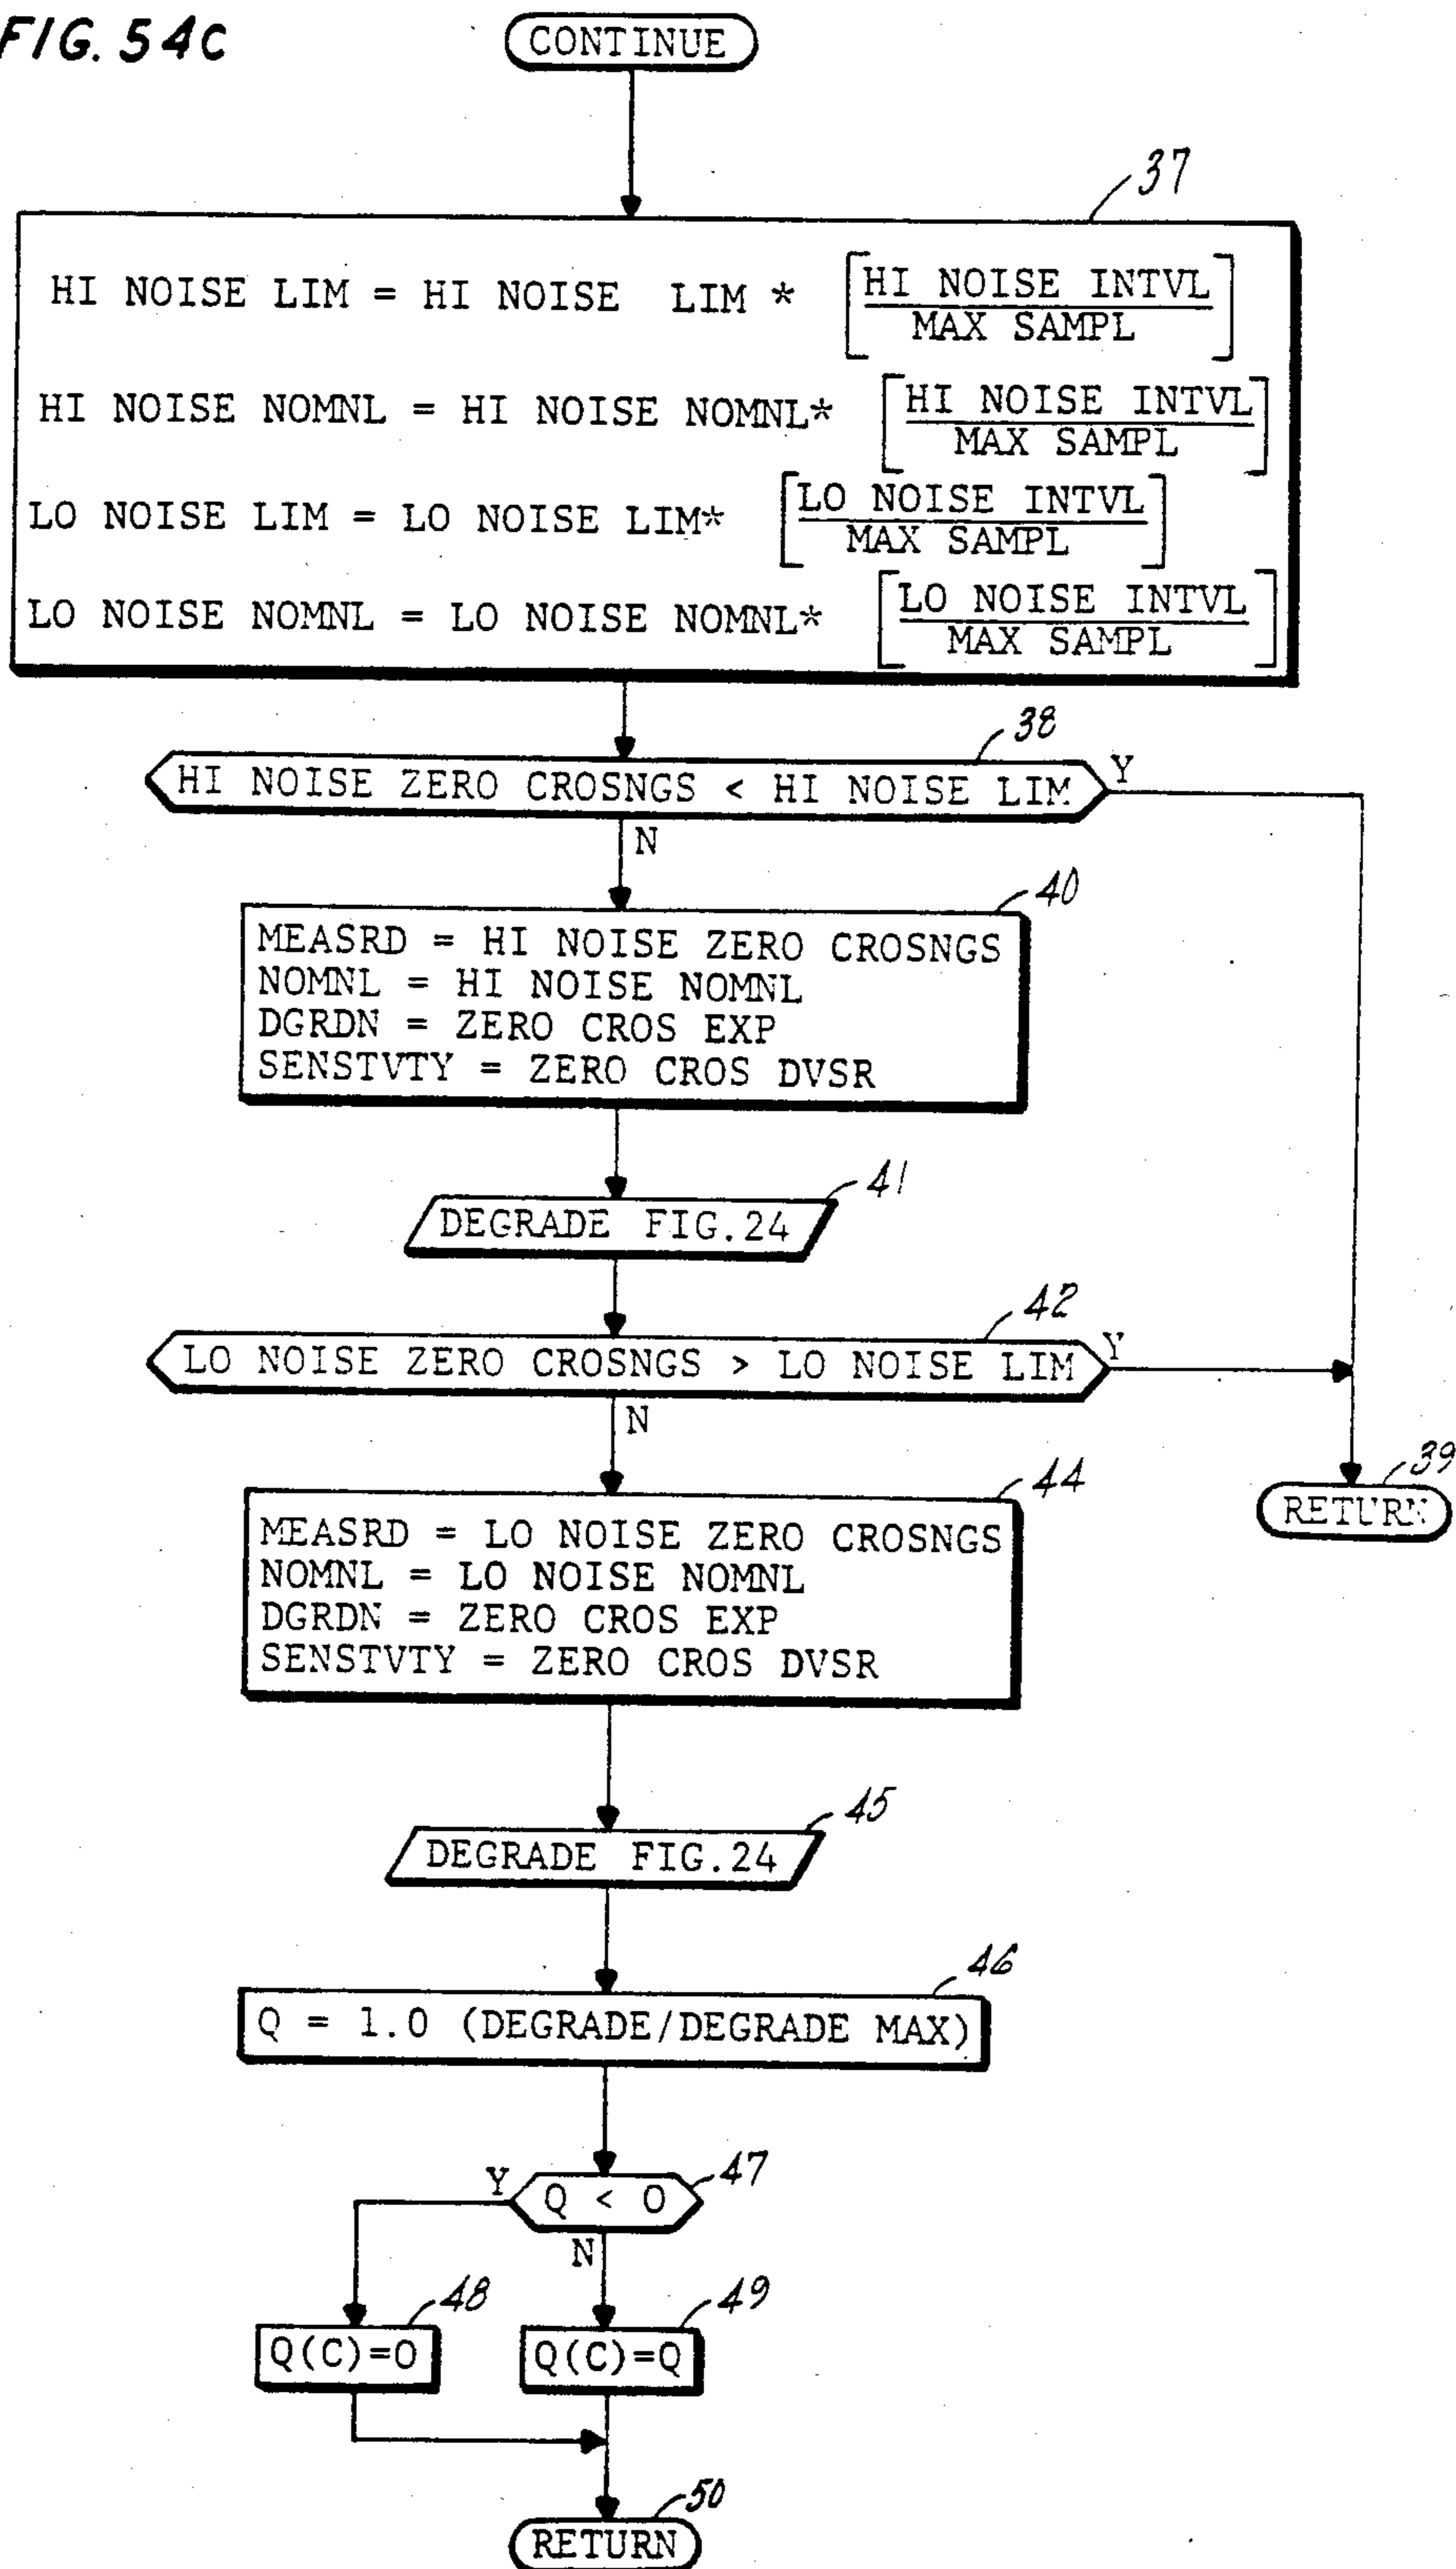 FIG. 54C
CONTINUE
37
HI NOISE LIM = HI NOISE LIM * [HI NOISE INTVL
MAX SAMPL]
HI NOISE NOMNL = HI NOISE NOMNL* [HI NOISE INTVL
MAX SAMPL]
LO NOISE LIM = LO NOISE LIM* [LO NOISE INTVL
MAX SAMPL]
LO NOISE NOMNL = LO NOISE NOMNL* [LO NOISE INTVL
MAX SAMPL]
38
HI NOISE ZERO CROSNGS < HI NOISE LIM
Y
N
40
MEASRD = HI NOISE ZERO CROSNGS
NOMNL = HI NOISE NOMNL
DGRDN = ZERO CROS EXP
SENSTVTY = ZERO CROS DVSR
41
DEGRADE FIG.24
42
LO NOISE ZERO CROSNGS > LO NOISE LIM
Y
N
39
RETURN
44
MEASRD = LO NOISE ZERO CROSNGS
NOMNL = LO NOISE NOMNL
DGRDN = ZERO CROS EXP
SENSTVTY = ZERO CROS DVSR
45
DEGRADE FIG.24
46
Q = 1.0 (DEGRADE/DEGRADE MAX)
47
Y
Q < 0
N
48
49
Q(C)=0
Q(C)=Q
50
RETURN